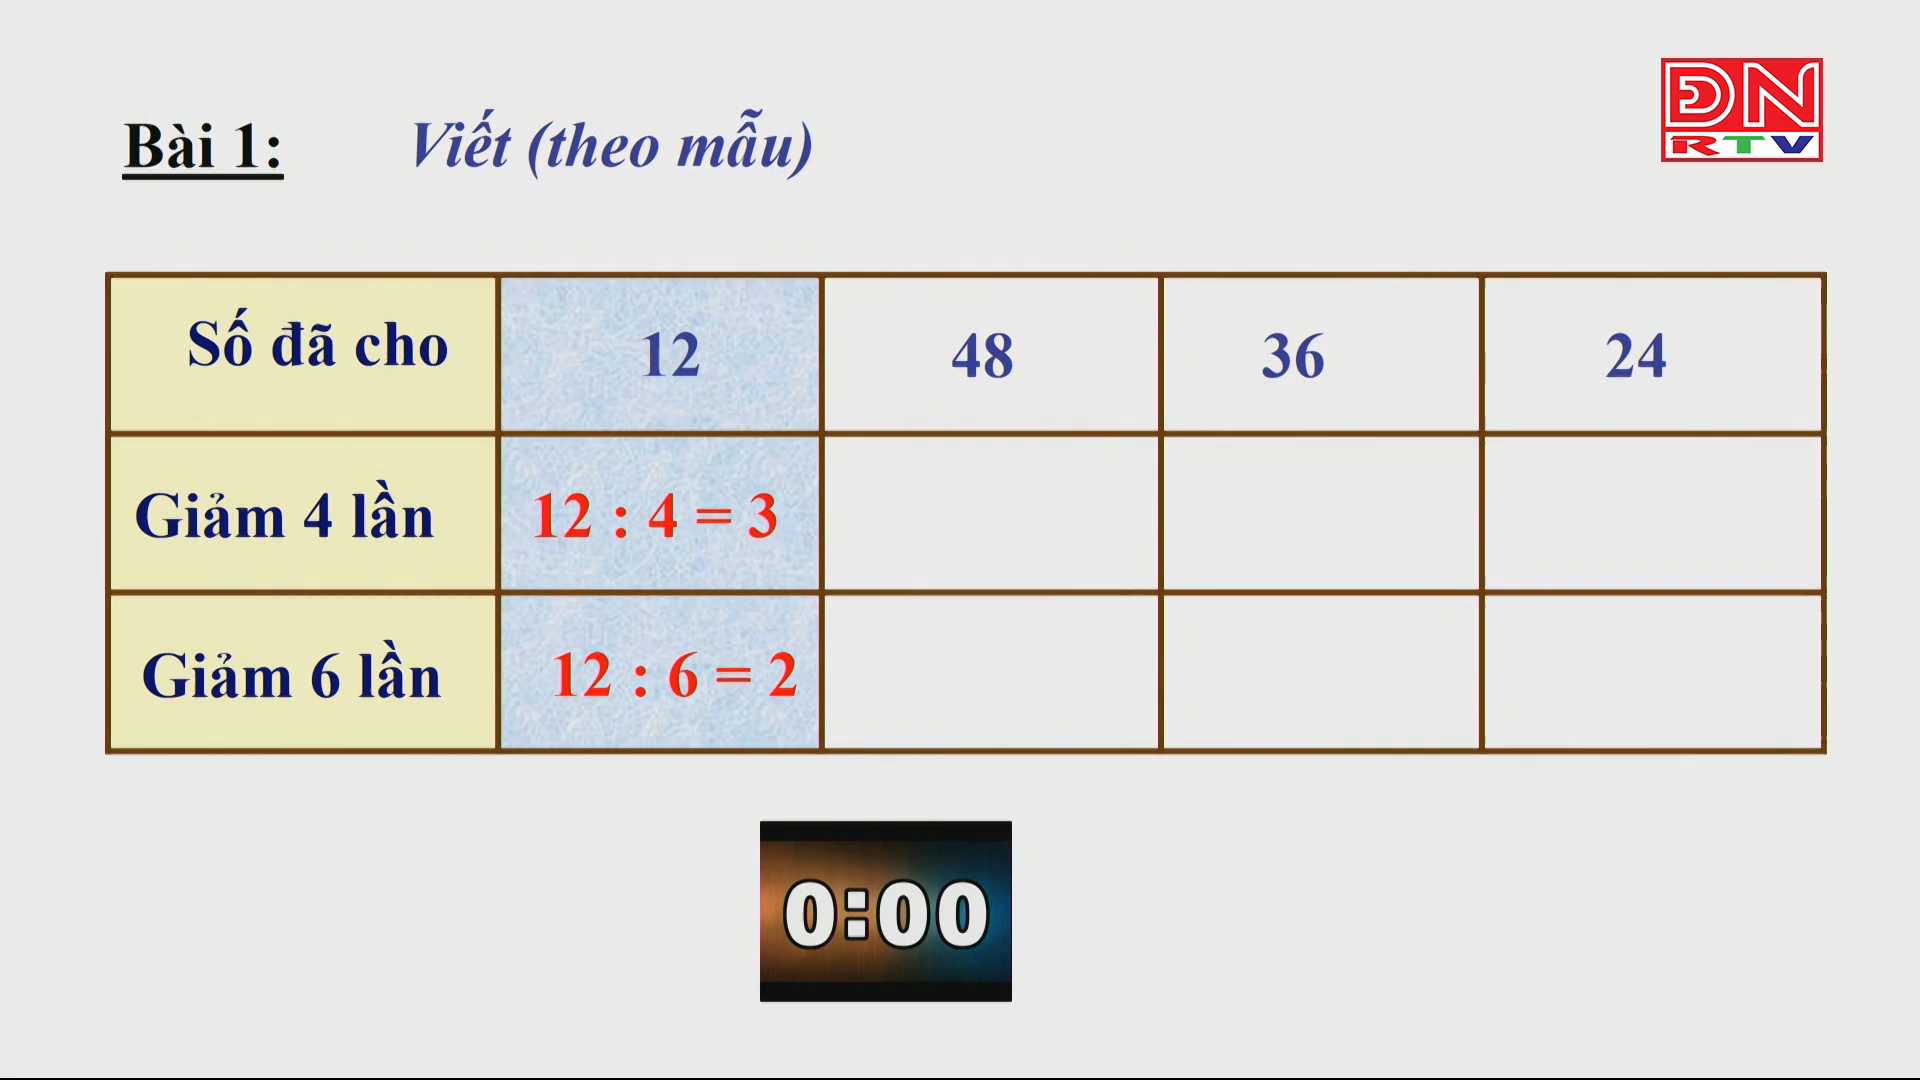 ĐN
RTV
Bài 1: Viết (theo mẫu)
Số đã cho 12 48 36 24
Giảm 4 lần 12 : 4 = 3
Giảm 6 lần 12 : 6 = 2
0:00